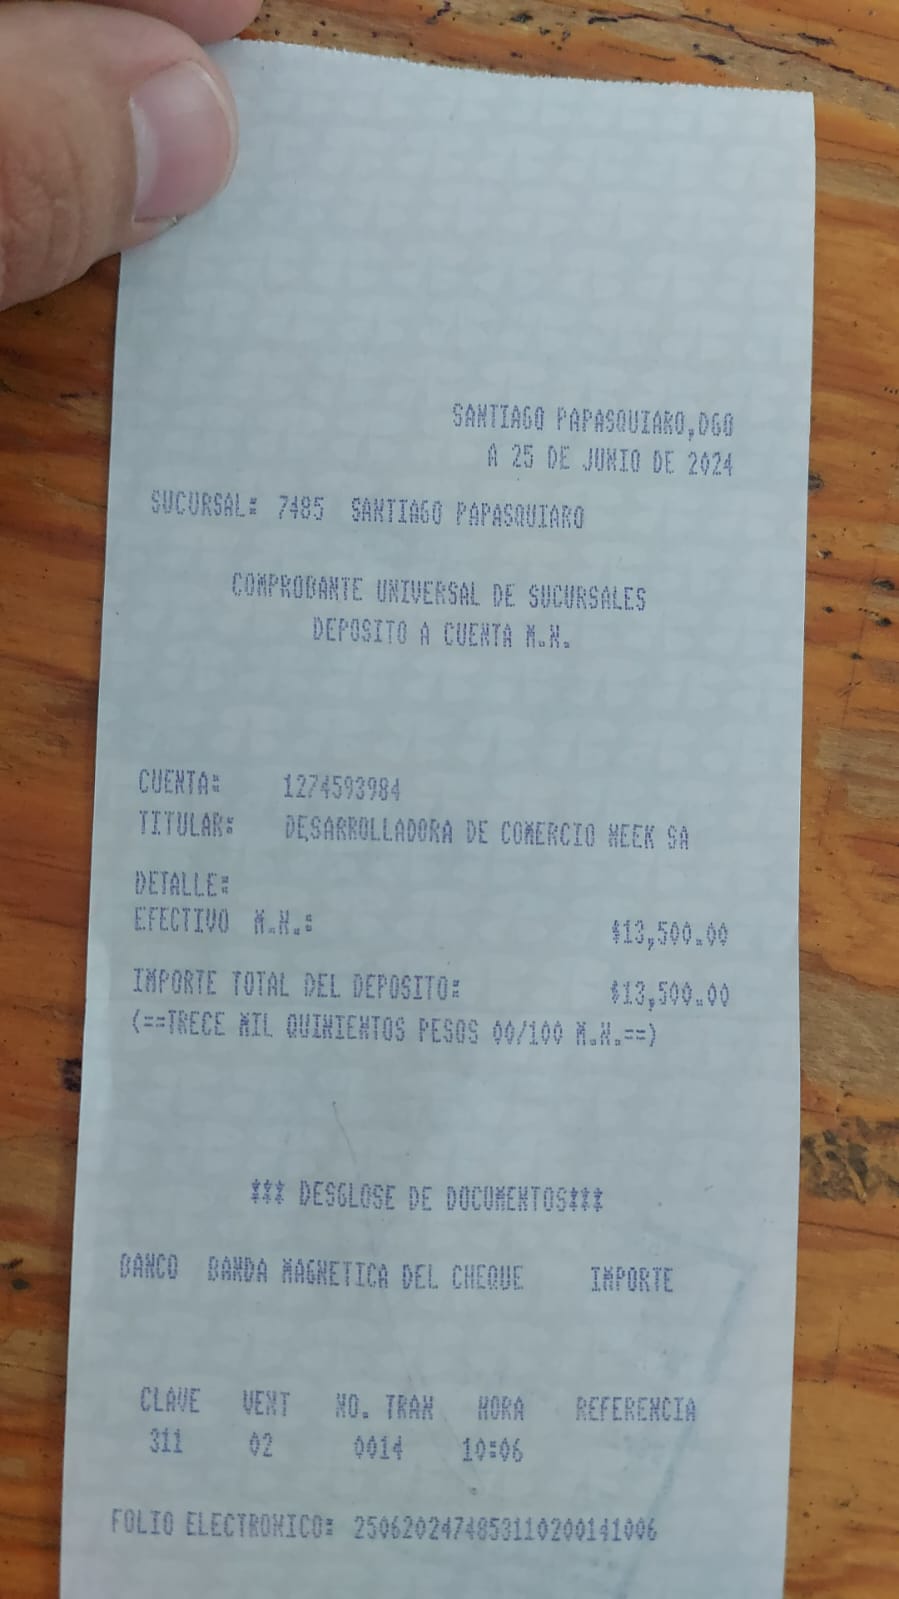 SANTIAGO PAPASQUIARO,DGO
A 25 DE JUNIO DE 2024
SUCURSAL: 7485 SANTIAGO PAPASQUIARO
COMPROBANTE UNIVERSAL DE SUCURSALES
DEPOSITO A CUENTA M.N.
CUENTA: 1274593984
TITULAR: DESARROLLADORA DE COMERCIO WEEK SA
DETALLE:
EFECTIVO M.N.: $13,500.00
IMPORTE TOTAL DEL DEPOSITO: $13,500.00
(==TRECE MIL QUINIENTOS PESOS 00/100 M.N.==)
*** DESGLOSE DE DOCUMENTOS***
BANCO BANDA MAGNETICA DEL CHEQUE IMPORTE
CLAVE VENT NO. TRAN HORA REFERENCIA
311 02 0014 10:06
FOLIO ELECTRONICO: 2506202474853110200141006